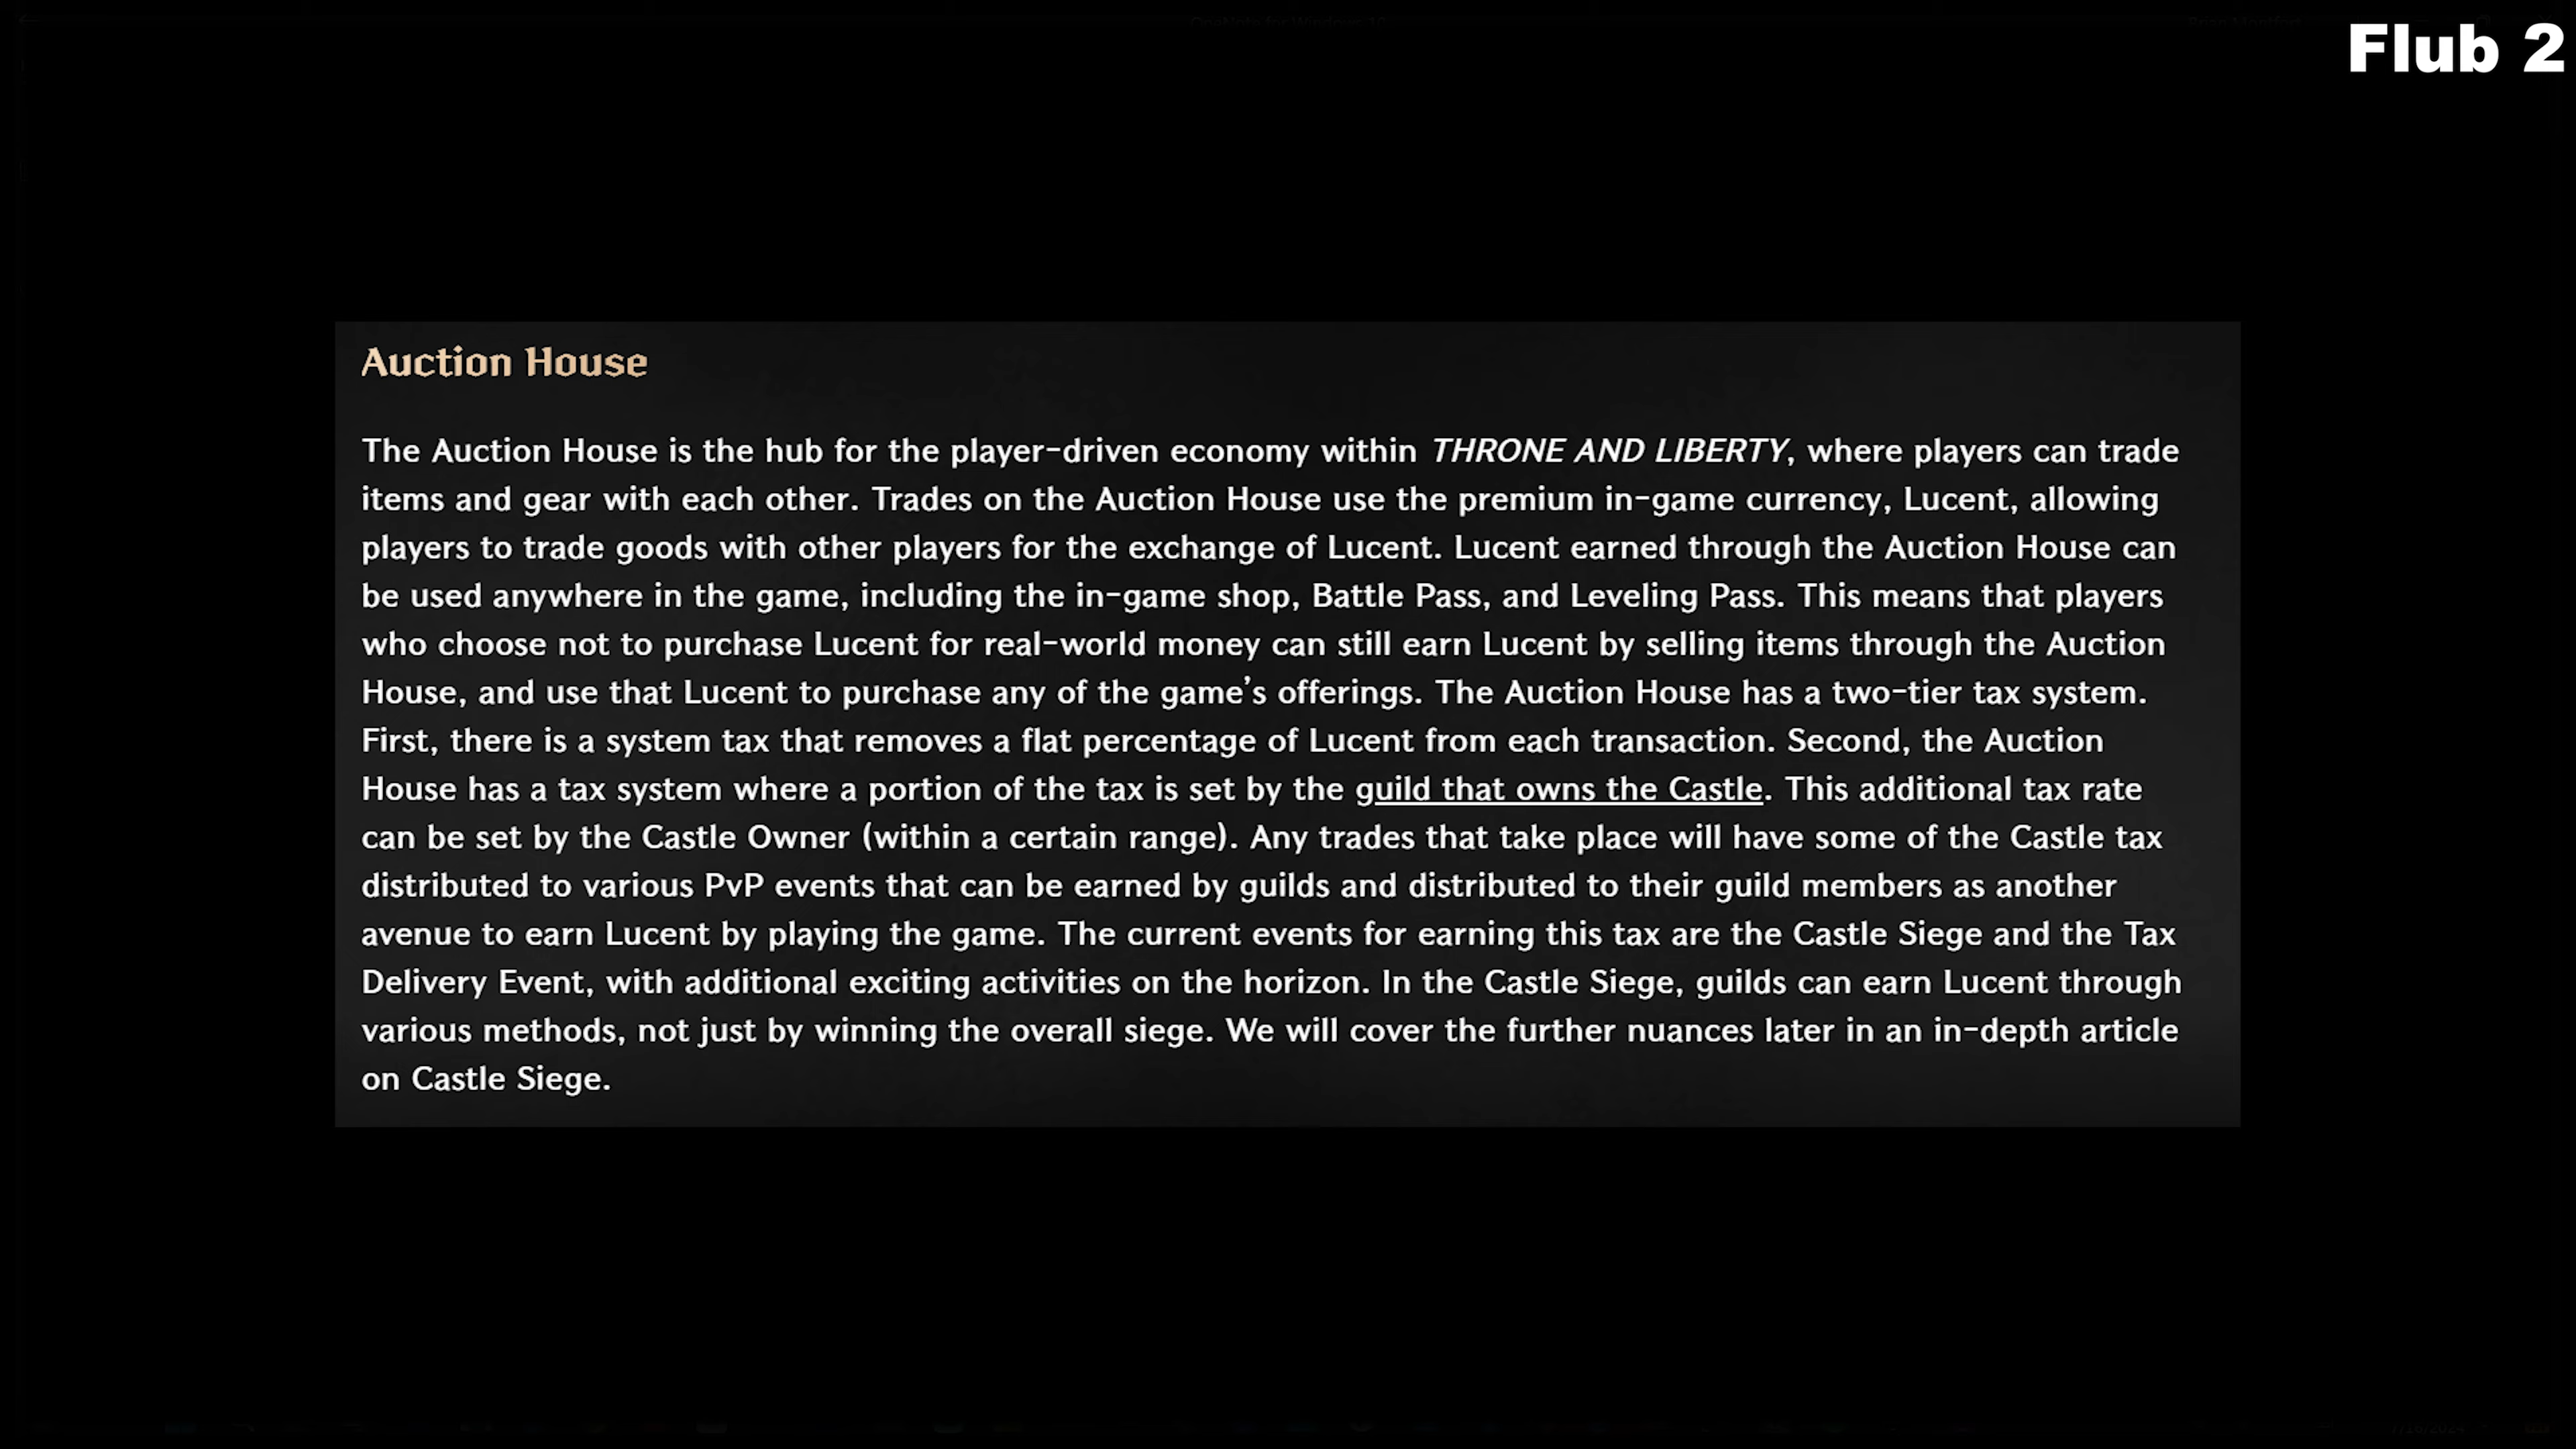 Flub 2
Auction House
The Auction House is the hub for the player-driven economy within THRONE AND LIBERTY, where players can trade
items and gear with each other. Trades on the Auction House use the premium in-game currency, Lucent, allowing
players to trade goods with other players for the exchange of Lucent. Lucent earned through the Auction House can
be used anywhere in the game, including the in-game shop, Battle Pass, and Leveling Pass. This means that players
who choose not to purchase Lucent for real-world money can still earn Lucent by selling items through the Auction
House, and use that Lucent to purchase any of the game's offerings. The Auction House has a two-tier tax system.
First, there is a system tax that removes a flat percentage of Lucent from each transaction. Second, the Auction
House has a tax system where a portion of the tax is set by the guild that owns the Castle. This additional tax rate
can be set by the Castle Owner (within a certain range). Any trades that take place will have some of the Castle tax
distributed to various PvP events that can be earned by guilds and distributed to their guild members as another
avenue to earn Lucent by playing the game. The current events for earning this tax are the Castle Siege and the Tax
Delivery Event, with additional exciting activities on the horizon. In the Castle Siege, guilds can earn Lucent through
various methods, not just by winning the overall siege. We will cover the further nuances later in an in-depth article
on Castle Siege.